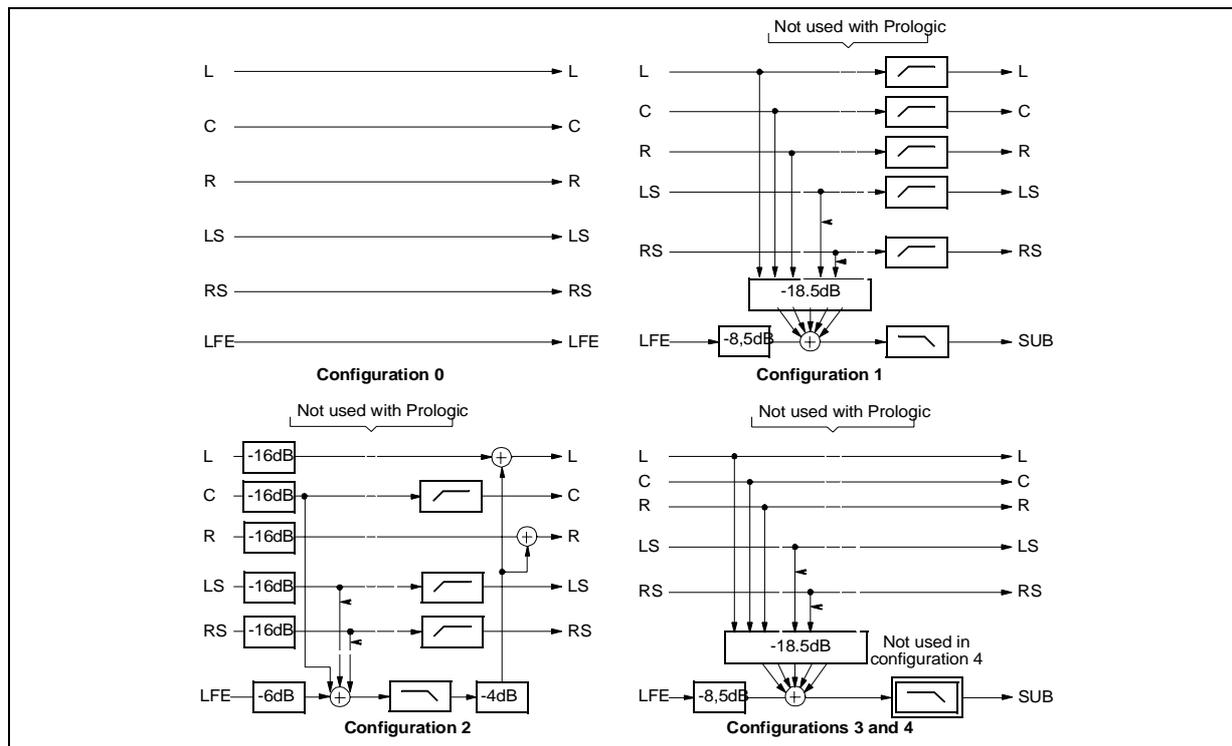 L L
C C
R R
LS LS
RS RS
LFE LFE
Configuration 0
Not used with Prologic
L L
C C
R R
LS LS
RS RS
-18.5dB
LFE -8,5dB + SUB
Configuration 1
Not used with Prologic
L -16dB + L
C -16dB C
R -16dB + R
LS -16dB LS
RS -16dB RS
LFE -6dB + -4dB
Configuration 2
Not used with Prologic
L L
C C
R R
LS LS
RS RS
-18.5dB
Not used in
configuration 4
LFE -8,5dB + SUB
Configurations 3 and 4